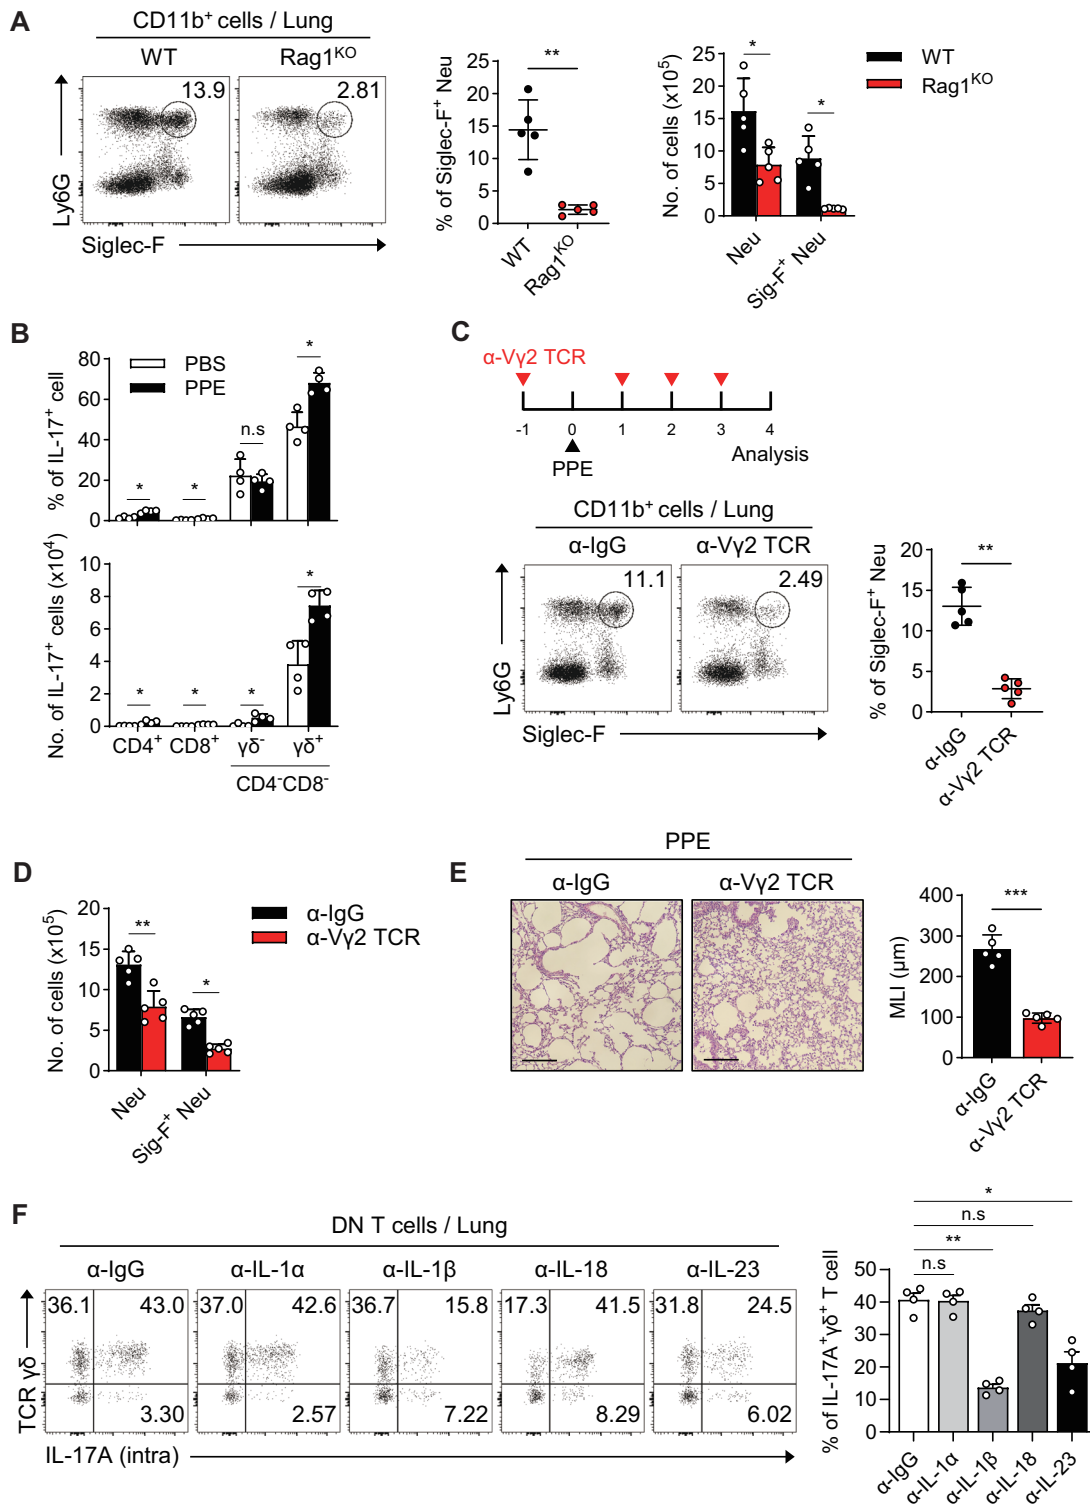 A
CD11b⁺ cells / Lung
WT
Rag1ᴷᴼ
13.9
2.81
Ly6G
Siglec-F
% of Siglec-F⁺ Neu
25
20
15
10
5
0
**
WT
Rag1ᴷᴼ
No. of cells (x10⁵)
25
20
15
10
5
0
*
*
Neu
Sig-F⁺ Neu
WT
Rag1ᴷᴼ
B
PBS
PPE
% of IL-17⁺ cell
80
60
40
20
0
*
*
n.s
*
No. of IL-17⁺ cells (x10⁴)
10
8
6
4
2
0
*
*
*
*
CD4⁺
CD8⁺
γδ⁻
γδ⁺
CD4⁻CD8⁻
C
α-Vγ2 TCR
-1
0
1
2
3
4
PPE
Analysis
CD11b⁺ cells / Lung
α-IgG
α-Vγ2 TCR
11.1
2.49
Ly6G
Siglec-F
% of Siglec-F⁺ Neu
20
15
10
5
0
**
α-IgG
α-Vγ2 TCR
D
No. of cells (x10⁵)
20
15
10
5
0
**
*
Neu
Sig-F⁺ Neu
α-IgG
α-Vγ2 TCR
E
PPE
α-IgG
α-Vγ2 TCR
MLI (μm)
400
300
200
100
0
***
α-IgG
α-Vγ2 TCR
F
DN T cells / Lung
α-IgG
α-IL-1α
α-IL-1β
α-IL-18
α-IL-23
36.1
43.0
3.30
37.0
42.6
2.57
36.7
15.8
7.22
17.3
41.5
8.29
31.8
24.5
6.02
TCR γδ
IL-17A (intra)
% of IL-17A⁺γδ⁺ T cell
50
40
30
20
10
0
*
n.s
**
n.s
α-IgG
α-IL-1α
α-IL-1β
α-IL-18
α-IL-23